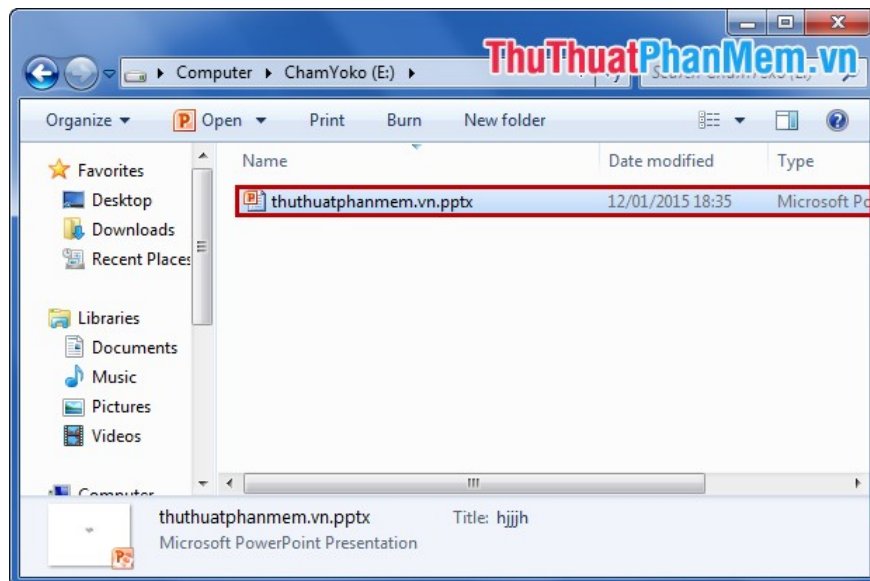 ThuThuatPhanMem.vn
Computer ▸ ChamYoko (E:) ▸
Organize Open Print Burn New folder
Name Date modified Type
Favorites
Desktop
Downloads
Recent Places
Libraries
Documents
Music
Pictures
Videos
Computer
thuthuatphanmem.vn.pptx 12/01/2015 18:35 Microsoft Po
thuthuatphanmem.vn.pptx Title: hjjjh
Microsoft PowerPoint Presentation